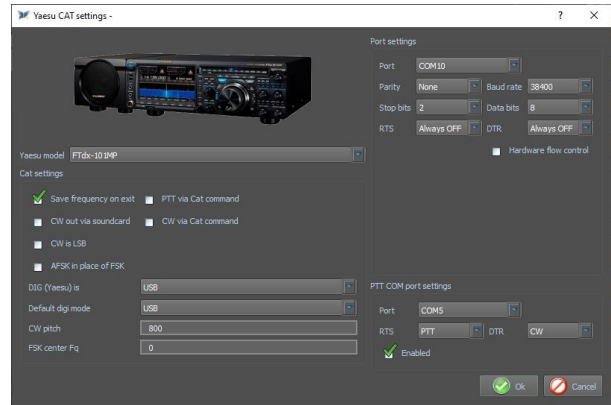 Yaesu CAT settings -
Port settings
Port COM10
Parity None Baud rate 38400
Stop bits 2 Data bits 8
RTS Always OFF DTR Always OFF
Hardware flow control
Yaesu model FTdx-101MP
Cat settings
Save frequency on exit PTT via Cat command
CW out via soundcard CW via Cat command
CW is LSB
AFSK in place of FSK
DIG (Yaesu) is USB
Default digi mode USB
CW pitch 800
FSK center Fq 0
PTT COM port settings
Port COM5
RTS PTT DTR CW
Enabled
Ok Cancel